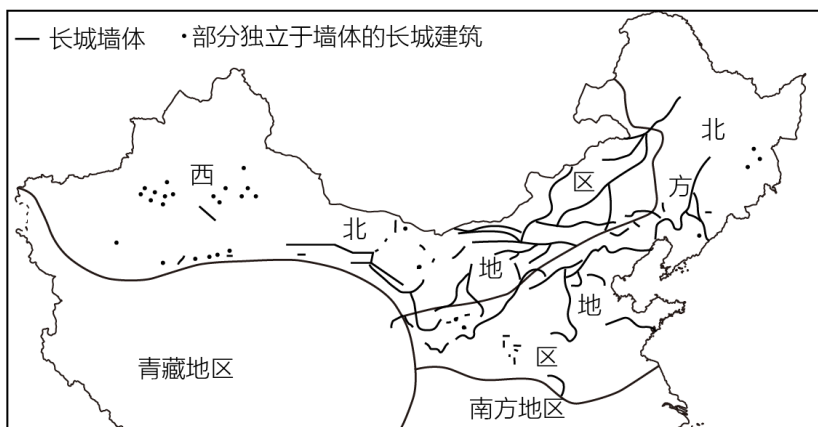 长城墙体 ·部分独立于墙体的长城建筑
西
北
地
区
北
方
地
区
青藏地区
南方地区